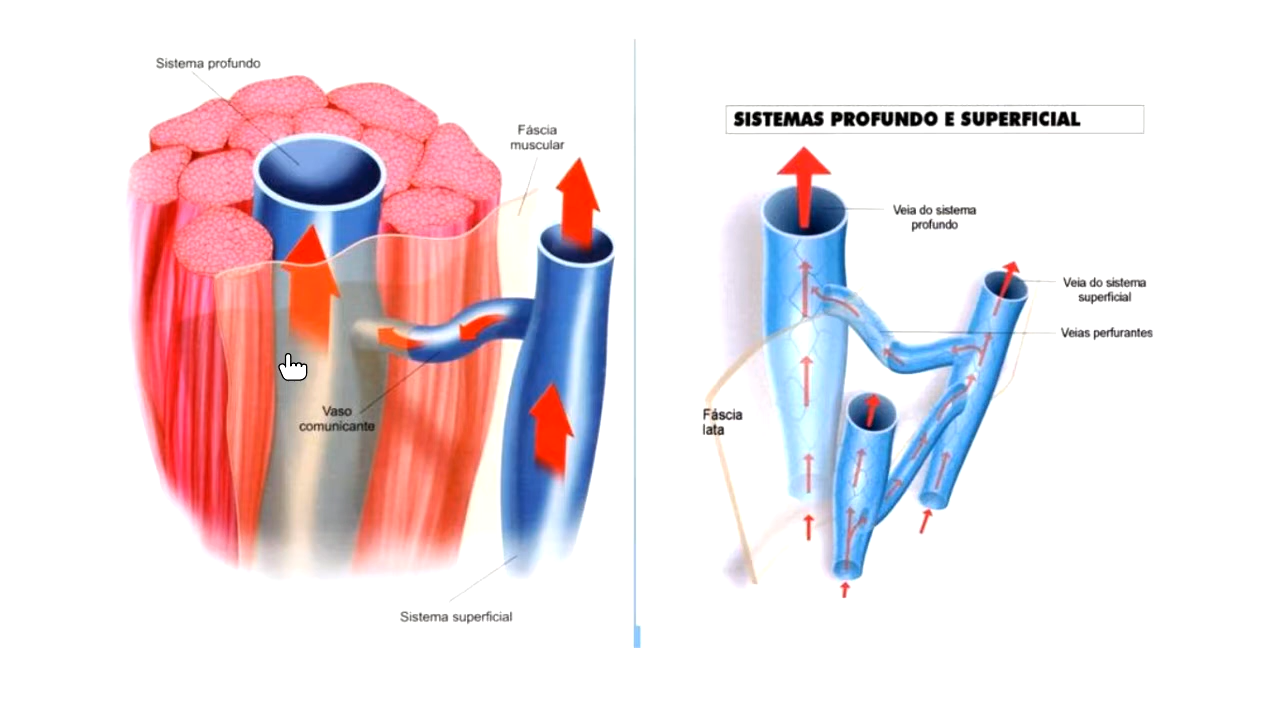 Sistema profundo
Fáscia
muscular
Vaso
comunicante
Sistema superficial
SISTEMAS PROFUNDO E SUPERFICIAL
Veia do sistema
profundo
Veia do sistema
superficial
Veias perfurantes
Fáscia
lata